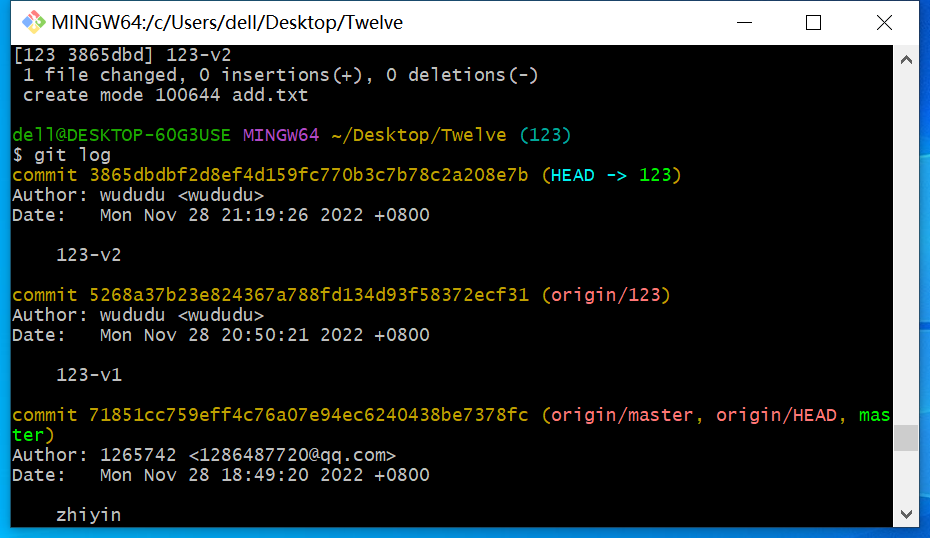 MINGW64:/c/Users/dell/Desktop/Twelve
[123 3865dbd] 123-v2
1 file changed, 0 insertions(+), 0 deletions(-)
create mode 100644 add.txt
dell@DESKTOP-6OG3USE MINGW64 ~/Desktop/Twelve (123)
$ git log
commit 3865dbdbf2d8ef4d159fc770b3c7b78c2a208e7b (HEAD -> 123)
Author: wududu <wududu>
Date:   Mon Nov 28 21:19:26 2022 +0800
123-v2
commit 5268a37b23e824367a788fd134d93f58372ecf31 (origin/123)
Author: wududu <wududu>
Date:   Mon Nov 28 20:50:21 2022 +0800
123-v1
commit 71851cc759eff4c76a07e94ec6240438be7378fc (origin/master, origin/HEAD, mas
ter)
Author: 1265742 <1286487720@qq.com>
Date:   Mon Nov 28 18:49:20 2022 +0800
zhiyin